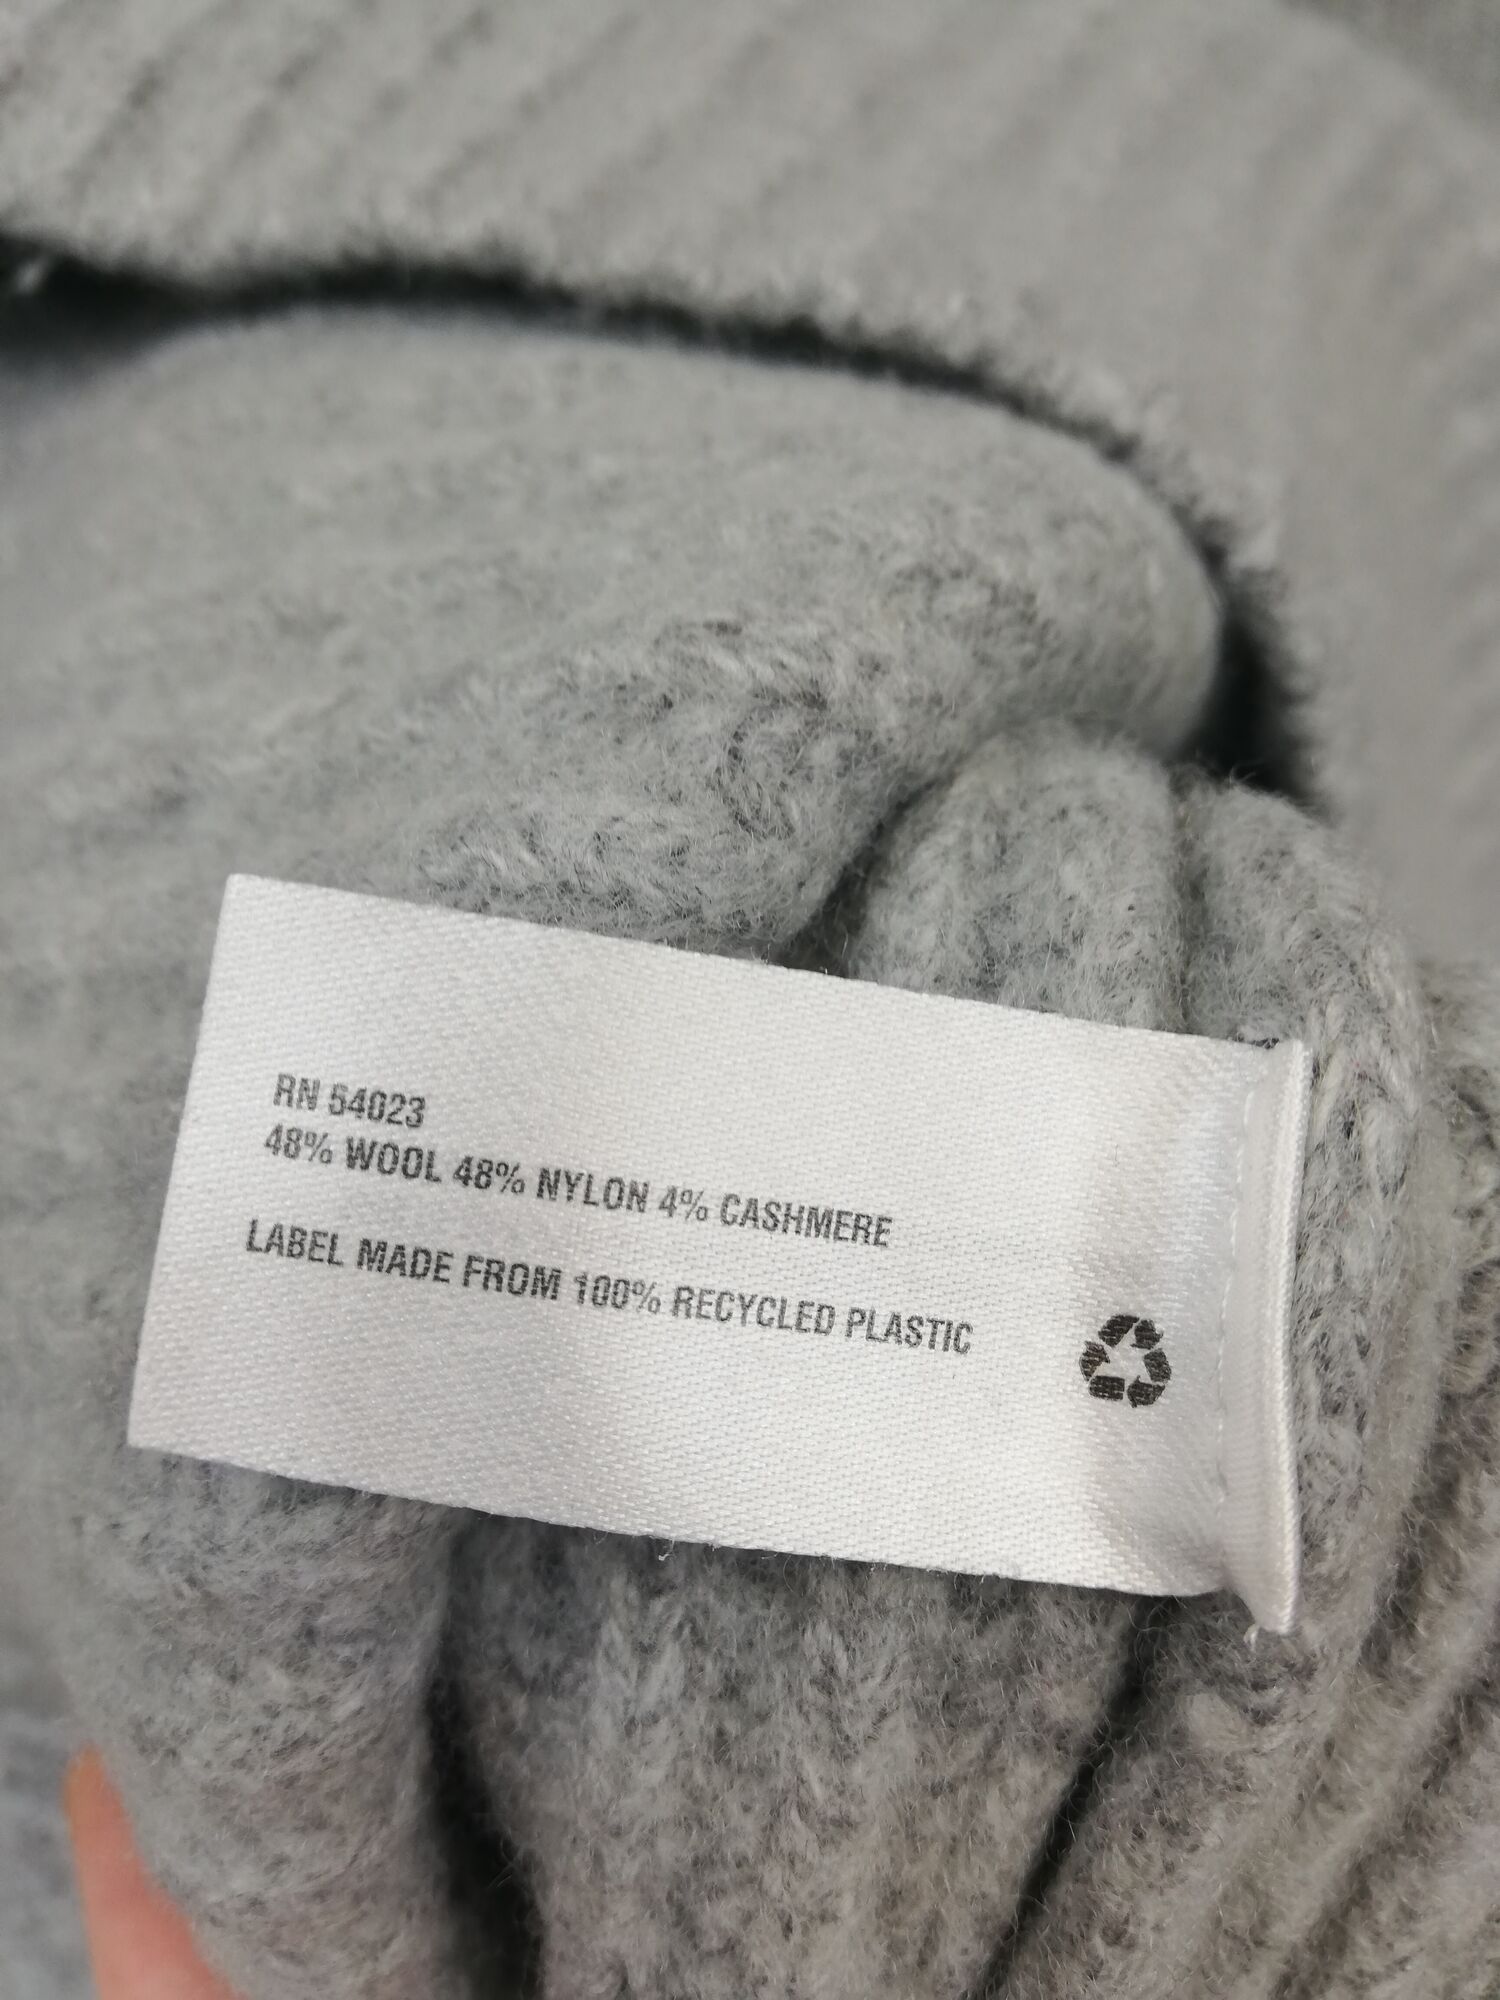 RN 54023
48% WOOL 48% NYLON 4% CASHMERE
LABEL MADE FROM 100% RECYCLED PLASTIC